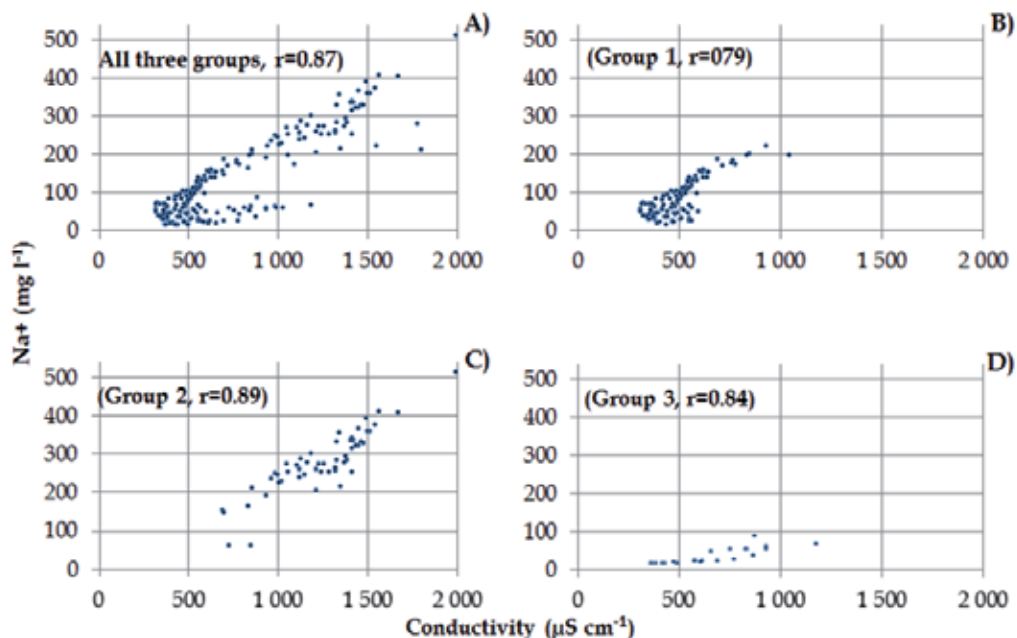 A)
All three groups, r=0.87)
500
400
300
200
100
0
0 500 1 000 1 500 2 000
B)
(Group 1, r=079)
500
400
300
200
100
0
0 500 1 000 1 500 2 000
Na+ (mg l-1)
C)
(Group 2, r=0.89)
500
400
300
200
100
0
0 500 1 000 1 500 2 000
D)
(Group 3, r=0.84)
500
400
300
200
100
0
0 500 1 000 1 500 2 000
Conductivity (µS cm⁻¹)